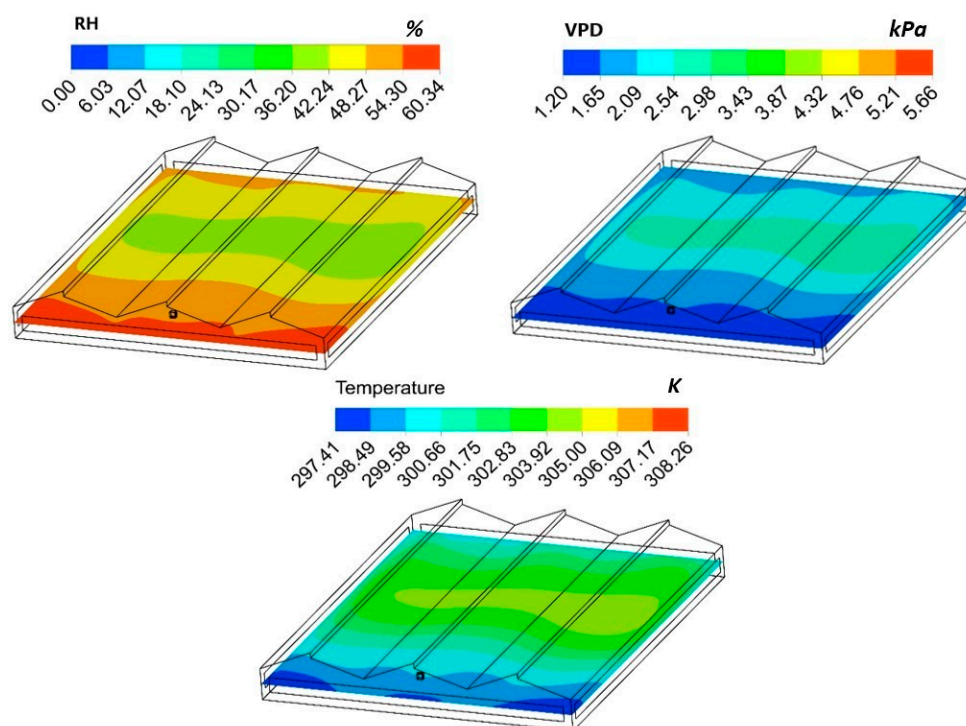 RH %
0.00 6.03 12.07 18.10 24.13 30.17 36.20 42.24 48.27 54.30 60.34
VPD kPa
1.20 1.65 2.09 2.54 2.98 3.43 3.87 4.32 4.76 5.21 5.66
Temperature K
297.41 298.49 299.58 300.66 301.75 302.83 303.92 305.00 306.09 307.17 308.26